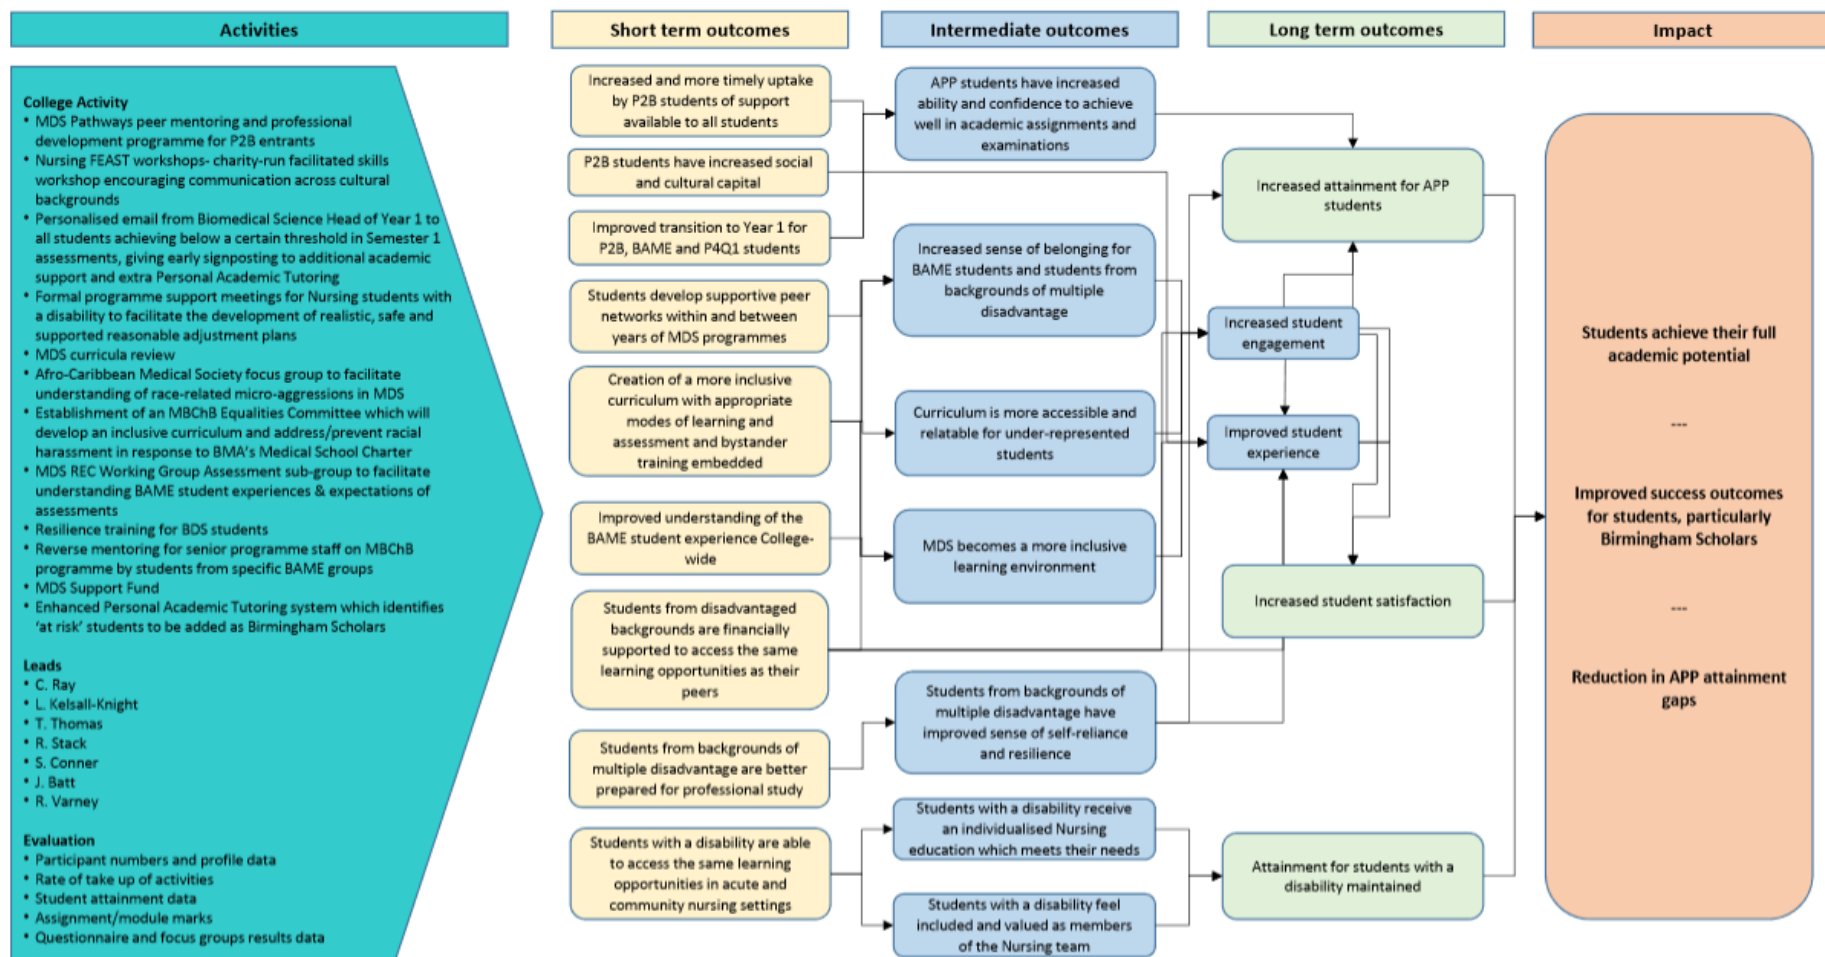 Activities
Short term outcomes
Intermediate outcomes
Long term outcomes
Impact
College Activity
• MDS Pathways peer mentoring and professional
development programme for P2B entrants
• Nursing FEAST workshops- charity-run facilitated skills
workshop encouraging communication across cultural
backgrounds
• Personalised email from Biomedical Science Head of Year 1 to
all students achieving below a certain threshold in Semester 1
assessments, giving early signposting to additional academic
support and extra Personal Academic Tutoring
• Formal programme support meetings for Nursing students with
a disability to facilitate the development of realistic, safe and
supported reasonable adjustment plans
• MDS curricula review
• Afro-Caribbean Medical Society focus group to facilitate
understanding of race-related micro-aggressions in MDS
• Establishment of an MBChB Equalities Committee which will
develop an inclusive curriculum and address/prevent racial
harassment in response to BMA's Medical School Charter
• MDS REC Working Group Assessment sub-group to facilitate
understanding BAME student experiences & expectations of
assessments
• Resilience training for BDS students
• Reverse mentoring for senior programme staff on MBChB
programme by students from specific BAME groups
• MDS Support Fund
• Enhanced Personal Academic Tutoring system which identifies
'at risk' students to be added as Birmingham Scholars
Leads
• C. Ray
• L. Kelsall-Knight
• T. Thomas
• R. Stack
• S. Conner
• J. Batt
• R. Varney
Evaluation
• Participant numbers and profile data
• Rate of take up of activities
• Student attainment data
• Assignment/module marks
• Questionnaire and focus groups results data
Increased and more timely uptake
by P2B students of support
available to all students
P2B students have increased social
and cultural capital
Improved transition to Year 1 for
P2B, BAME and P4Q1 students
Students develop supportive peer
networks within and between
years of MDS programmes
Creation of a more inclusive
curriculum with appropriate
modes of learning and
assessment and bystander
training embedded
Improved understanding of the
BAME student experience College-
wide
Students from disadvantaged
backgrounds are financially
supported to access the same
learning opportunities as their
peers
Students from backgrounds of
multiple disadvantage are better
prepared for professional study
Students with a disability are able
to access the same learning
opportunities in acute and
community nursing settings
APP students have increased
ability and confidence to achieve
well in academic assignments and
examinations
Increased sense of belonging for
BAME students and students from
backgrounds of multiple
disadvantage
Curriculum is more accessible and
relatable for under-represented
students
MDS becomes a more inclusive
learning environment
Students from backgrounds of
multiple disadvantage have
improved sense of self-reliance
and resilience
Students with a disability receive
an individualised Nursing
education which meets their needs
Students with a disability feel
included and valued as members
of the Nursing team
Increased attainment for APP
students
Increased student
engagement
Improved student
experience
Increased student satisfaction
Attainment for students with a
disability maintained
Students achieve their full
academic potential
---
Improved success outcomes
for students, particularly
Birmingham Scholars
---
Reduction in APP attainment
gaps